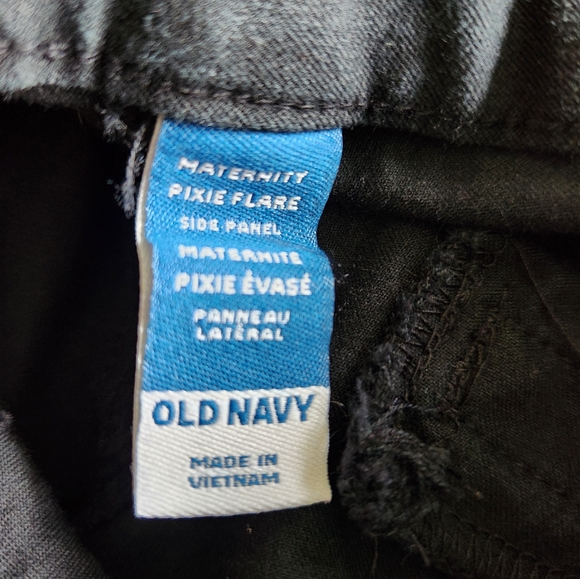 MATERNITY
PIXIE FLARE
SIDE PANEL
MATERNITÉ
PIXIE ÉVASÉ
PANNEAU
LATÉRAL
OLD NAVY
MADE IN
VIETNAM